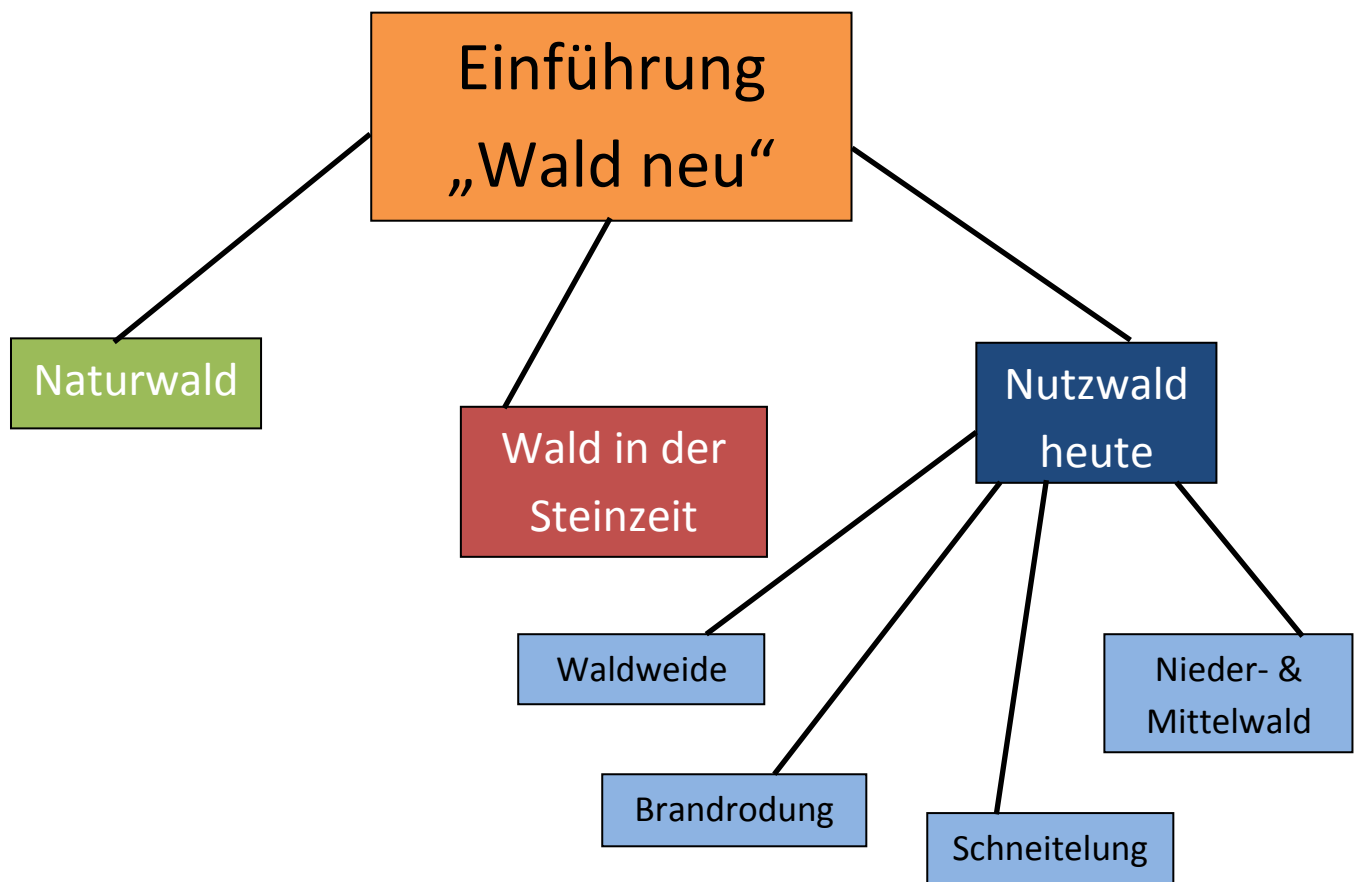 Einführung
„Wald neu“
Naturwald
Wald in der
Steinzeit
Nutzwald
heute
Waldweide
Nieder- &
Mittelwald
Brandrodung
Schneitelung